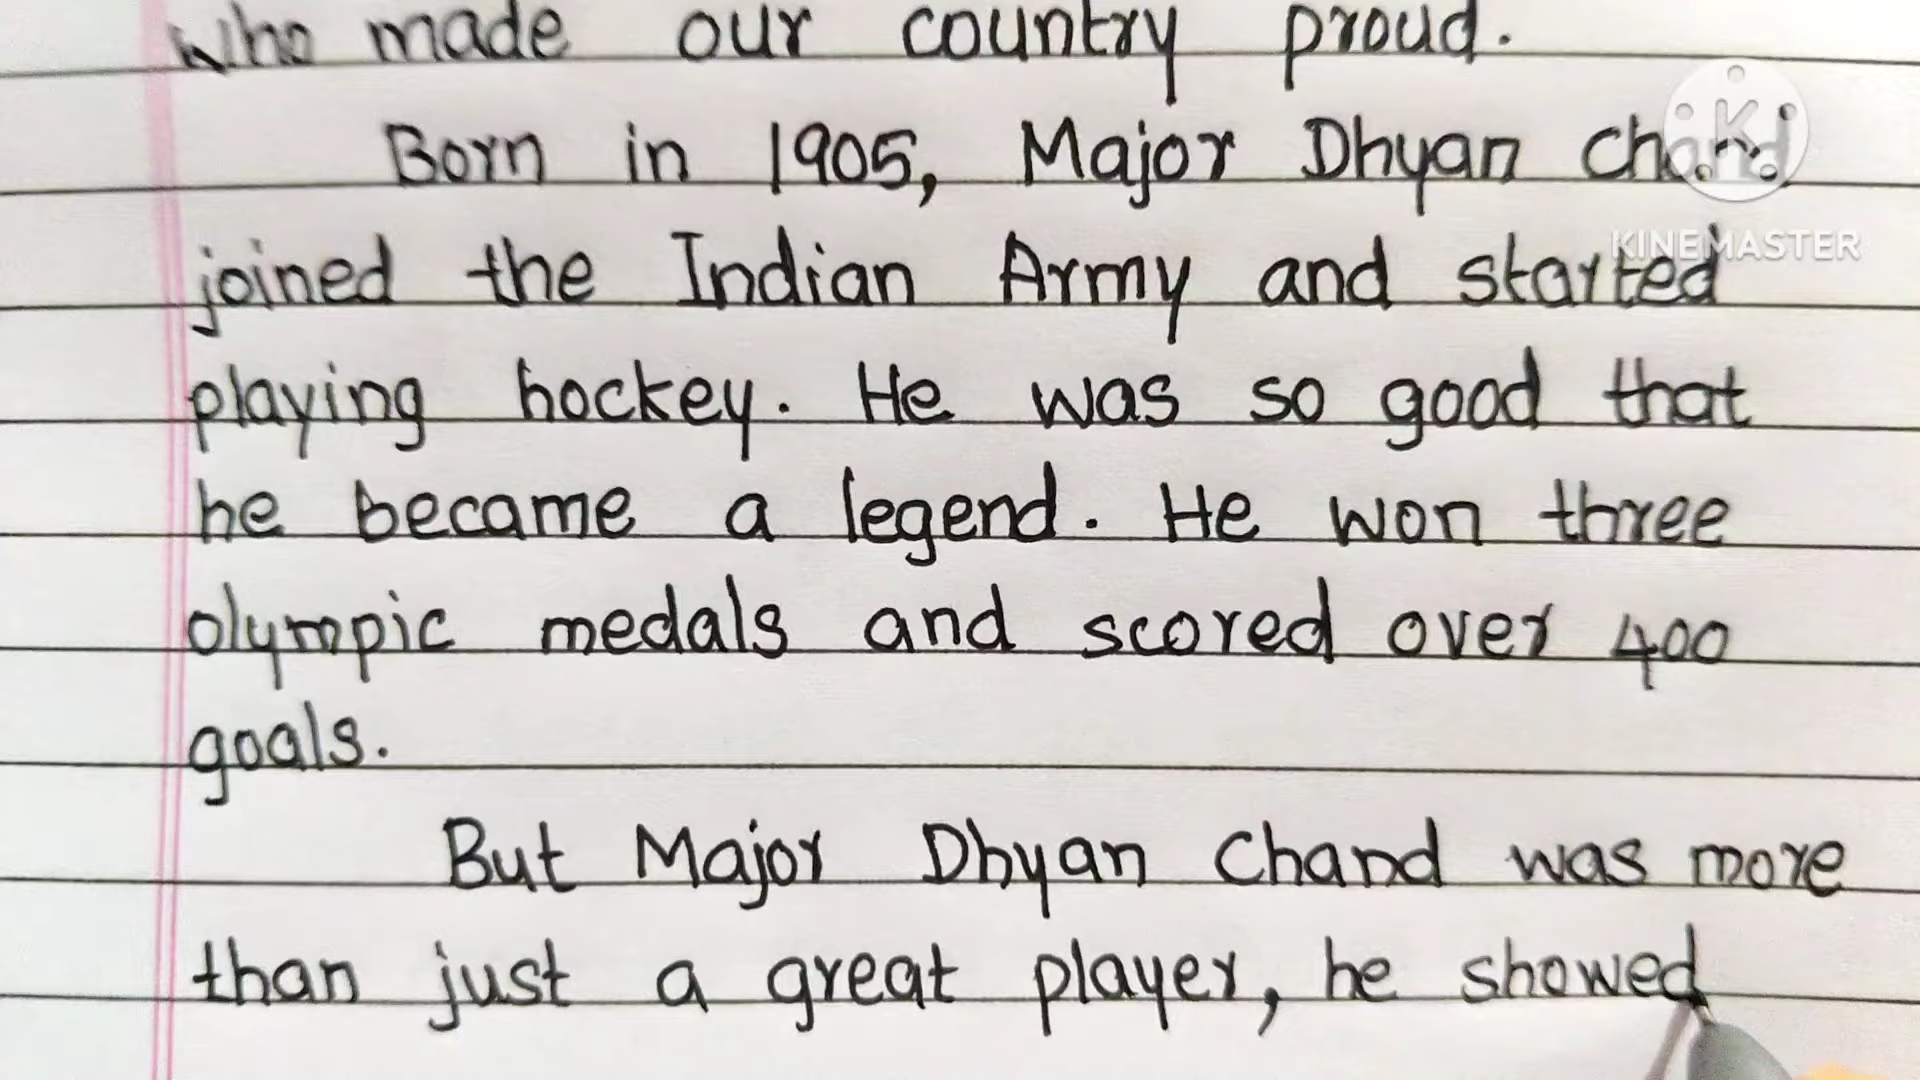 who made our country proud.
Born in 1905, Major Dhyan Chand
joined the Indian Army and started
KINEMASTER
playing hockey. He was so good that
he became a legend. He won three
olympic medals and scored over 400
goals.
But Major Dhyan Chand was more
than just a great player, he showed